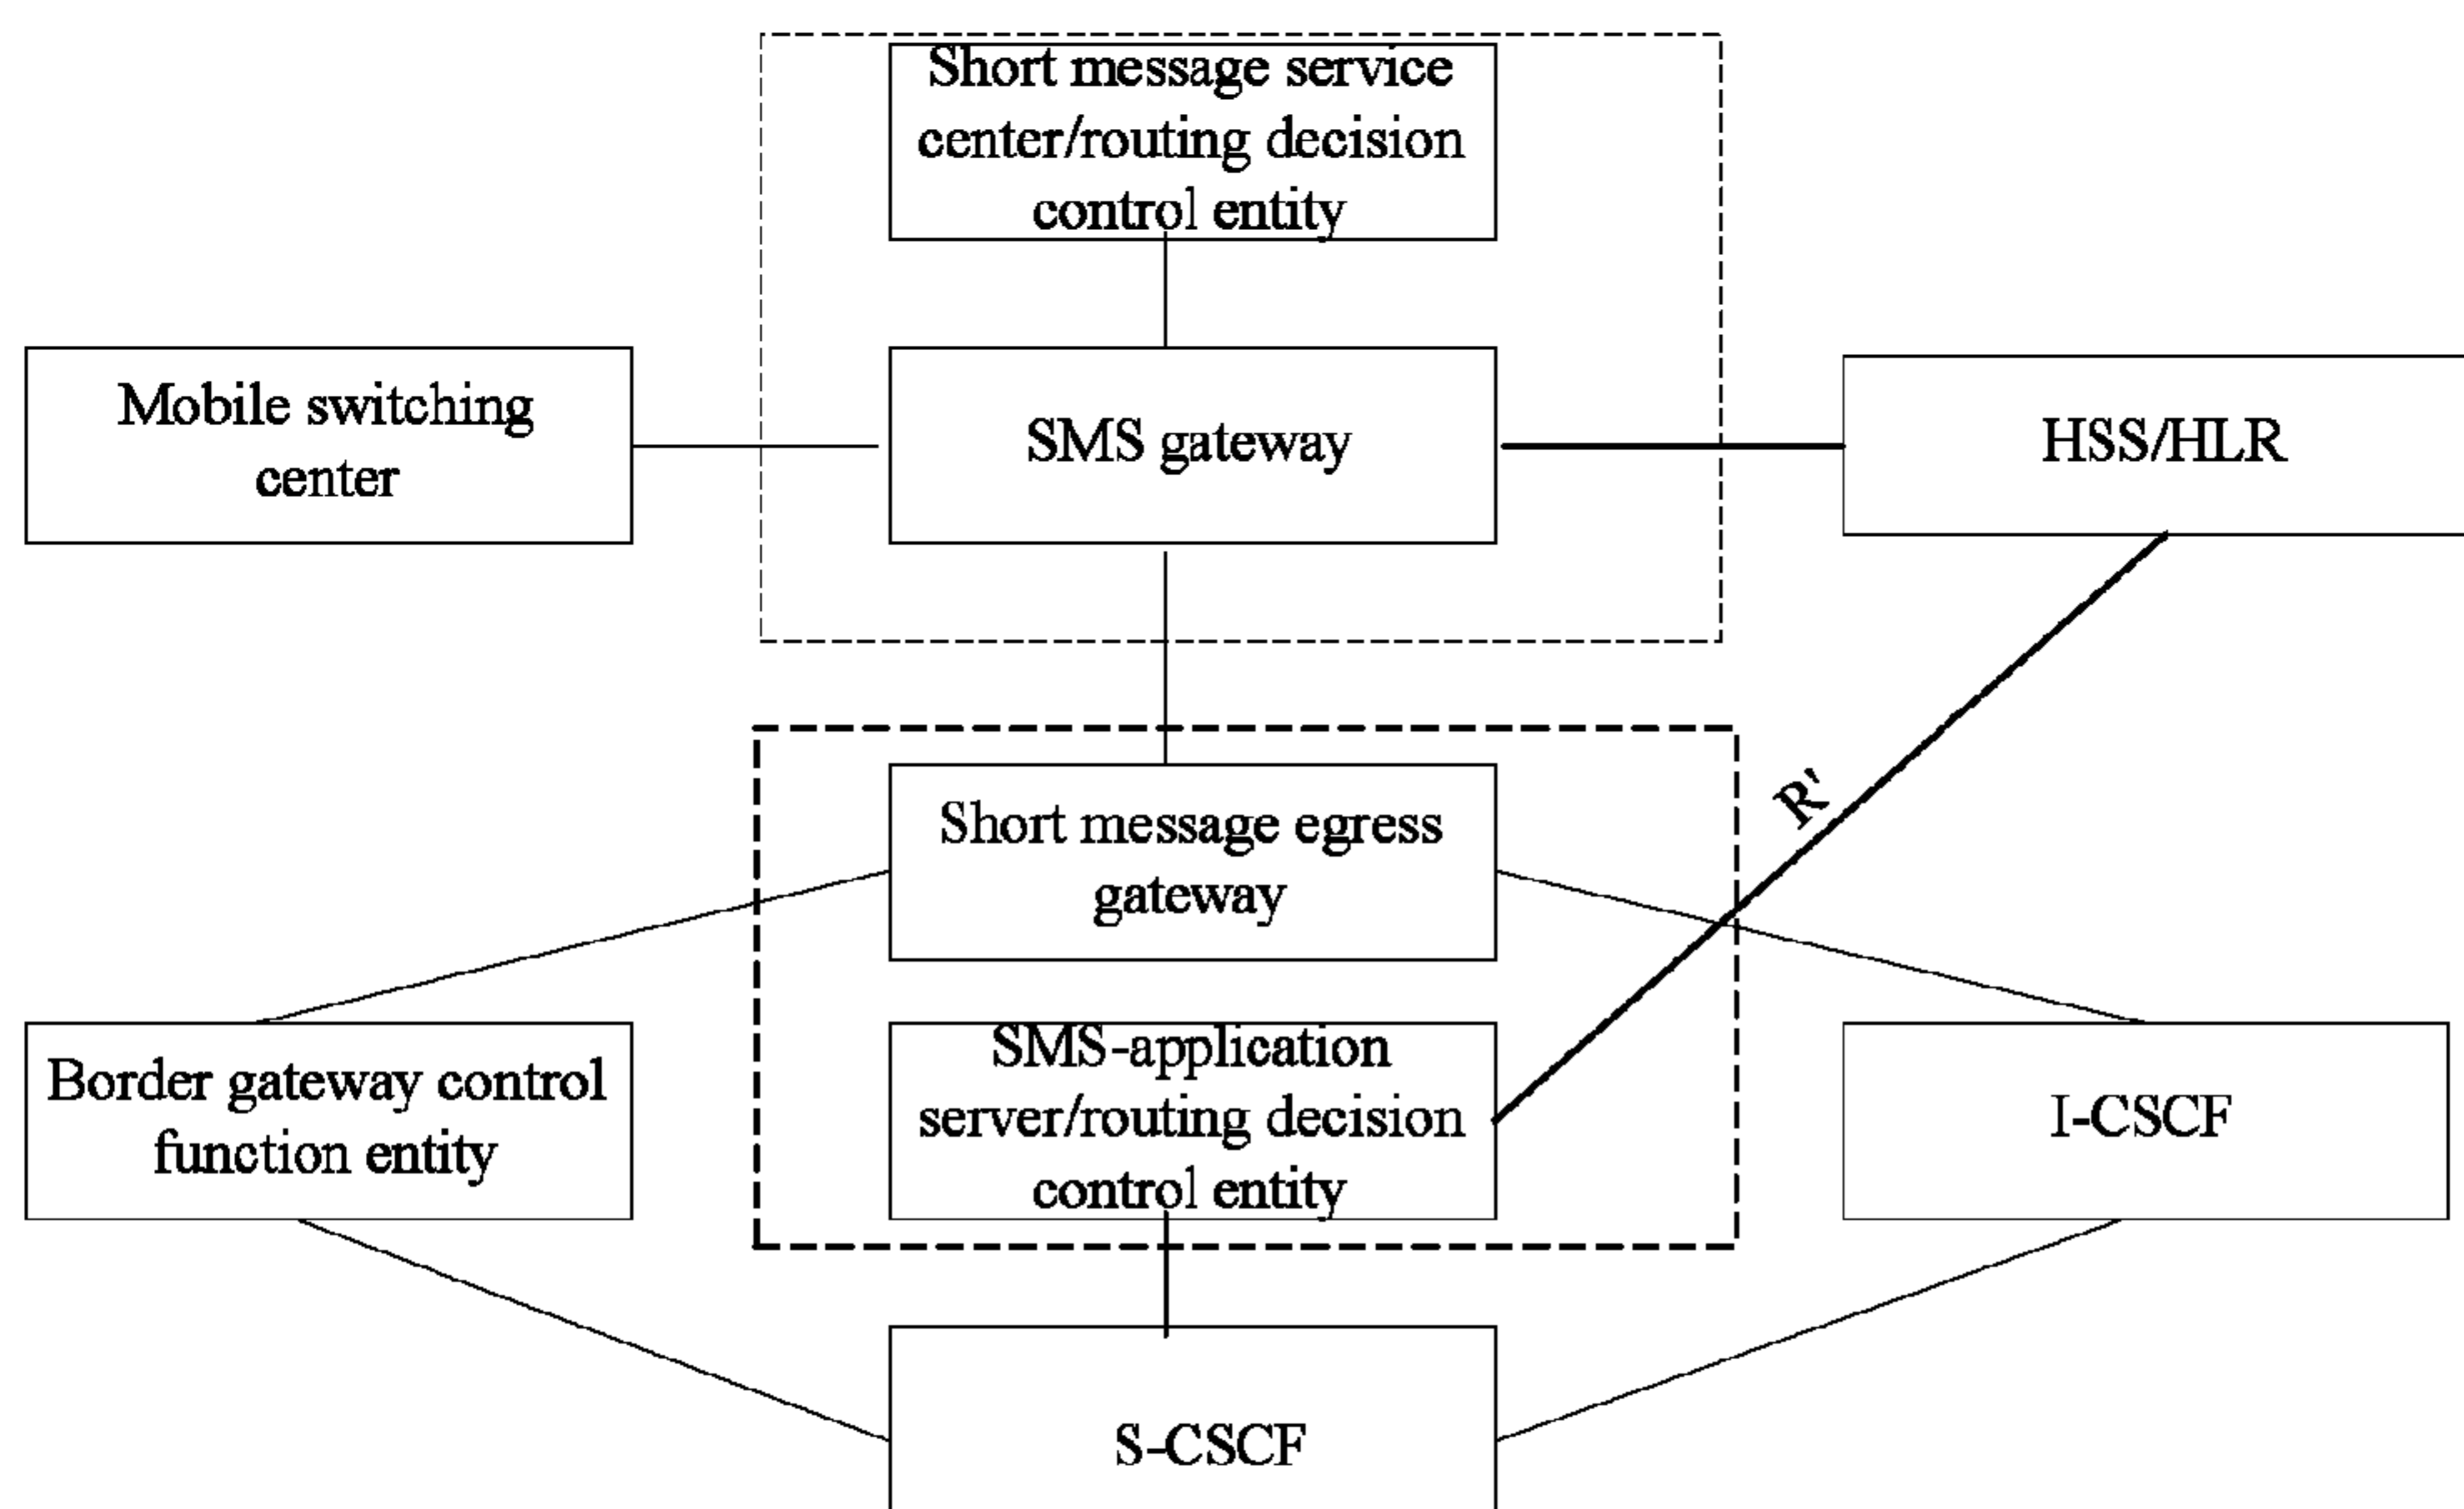 Short message service
center/routing decision
control entity
Mobile switching
center
SMS gateway
HSS/HLR
Short message egress
gateway
R'
Border gateway control
function entity
SMS-application
server/routing decision
control entity
I-CSCF
S-CSCF